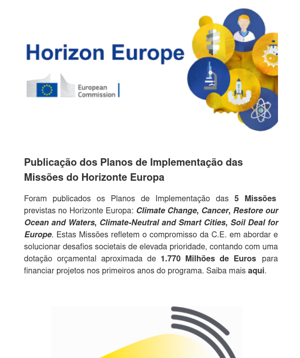 Horizon Europe
European
Commission
Publicação dos Planos de Implementação das
Missões do Horizonte Europa
Foram publicados os Planos de Implementação das 5 Missões
previstas no Horizonte Europa: Climate Change, Cancer, Restore our
Ocean and Waters, Climate-Neutral and Smart Cities, Soil Deal for
Europe. Estas Missões refletem o compromisso da C.E. em abordar e
solucionar desafios societais de elevada prioridade, contando com uma
dotação orçamental aproximada de 1.770 Milhões de Euros para
financiar projetos nos primeiros anos do programa. Saiba mais aqui.